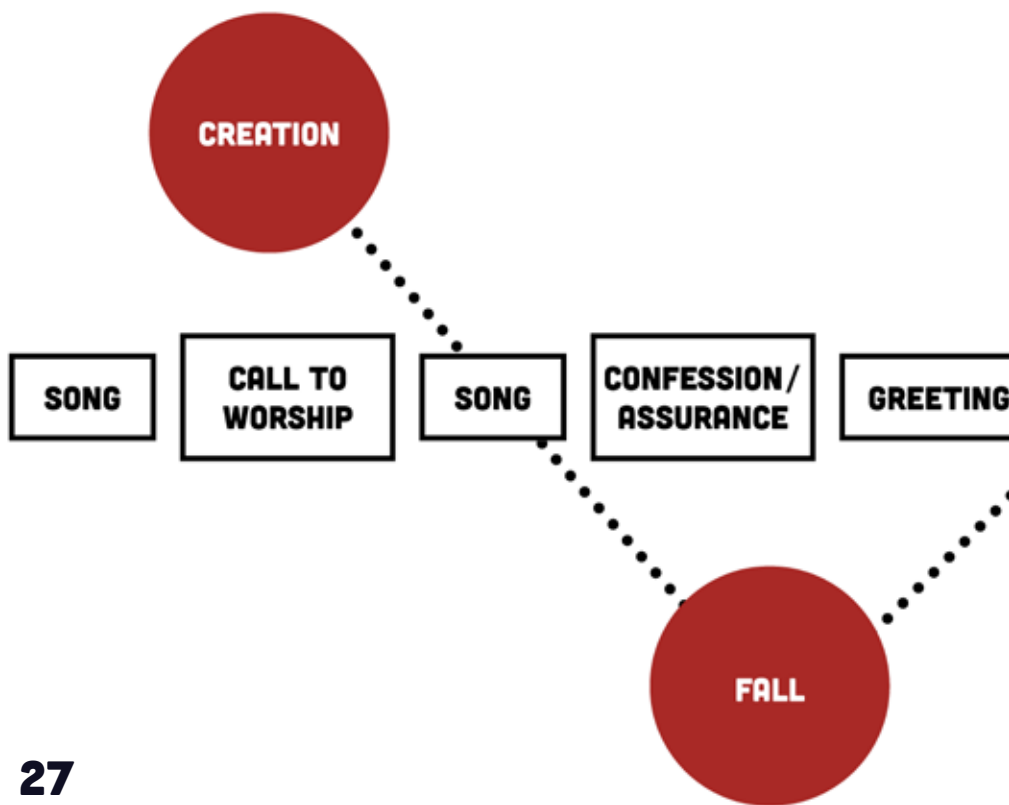 CREATION
SONG
CALL TO
WORSHIP
SONG
CONFESSION/
ASSURANCE
GREETING
FALL
27